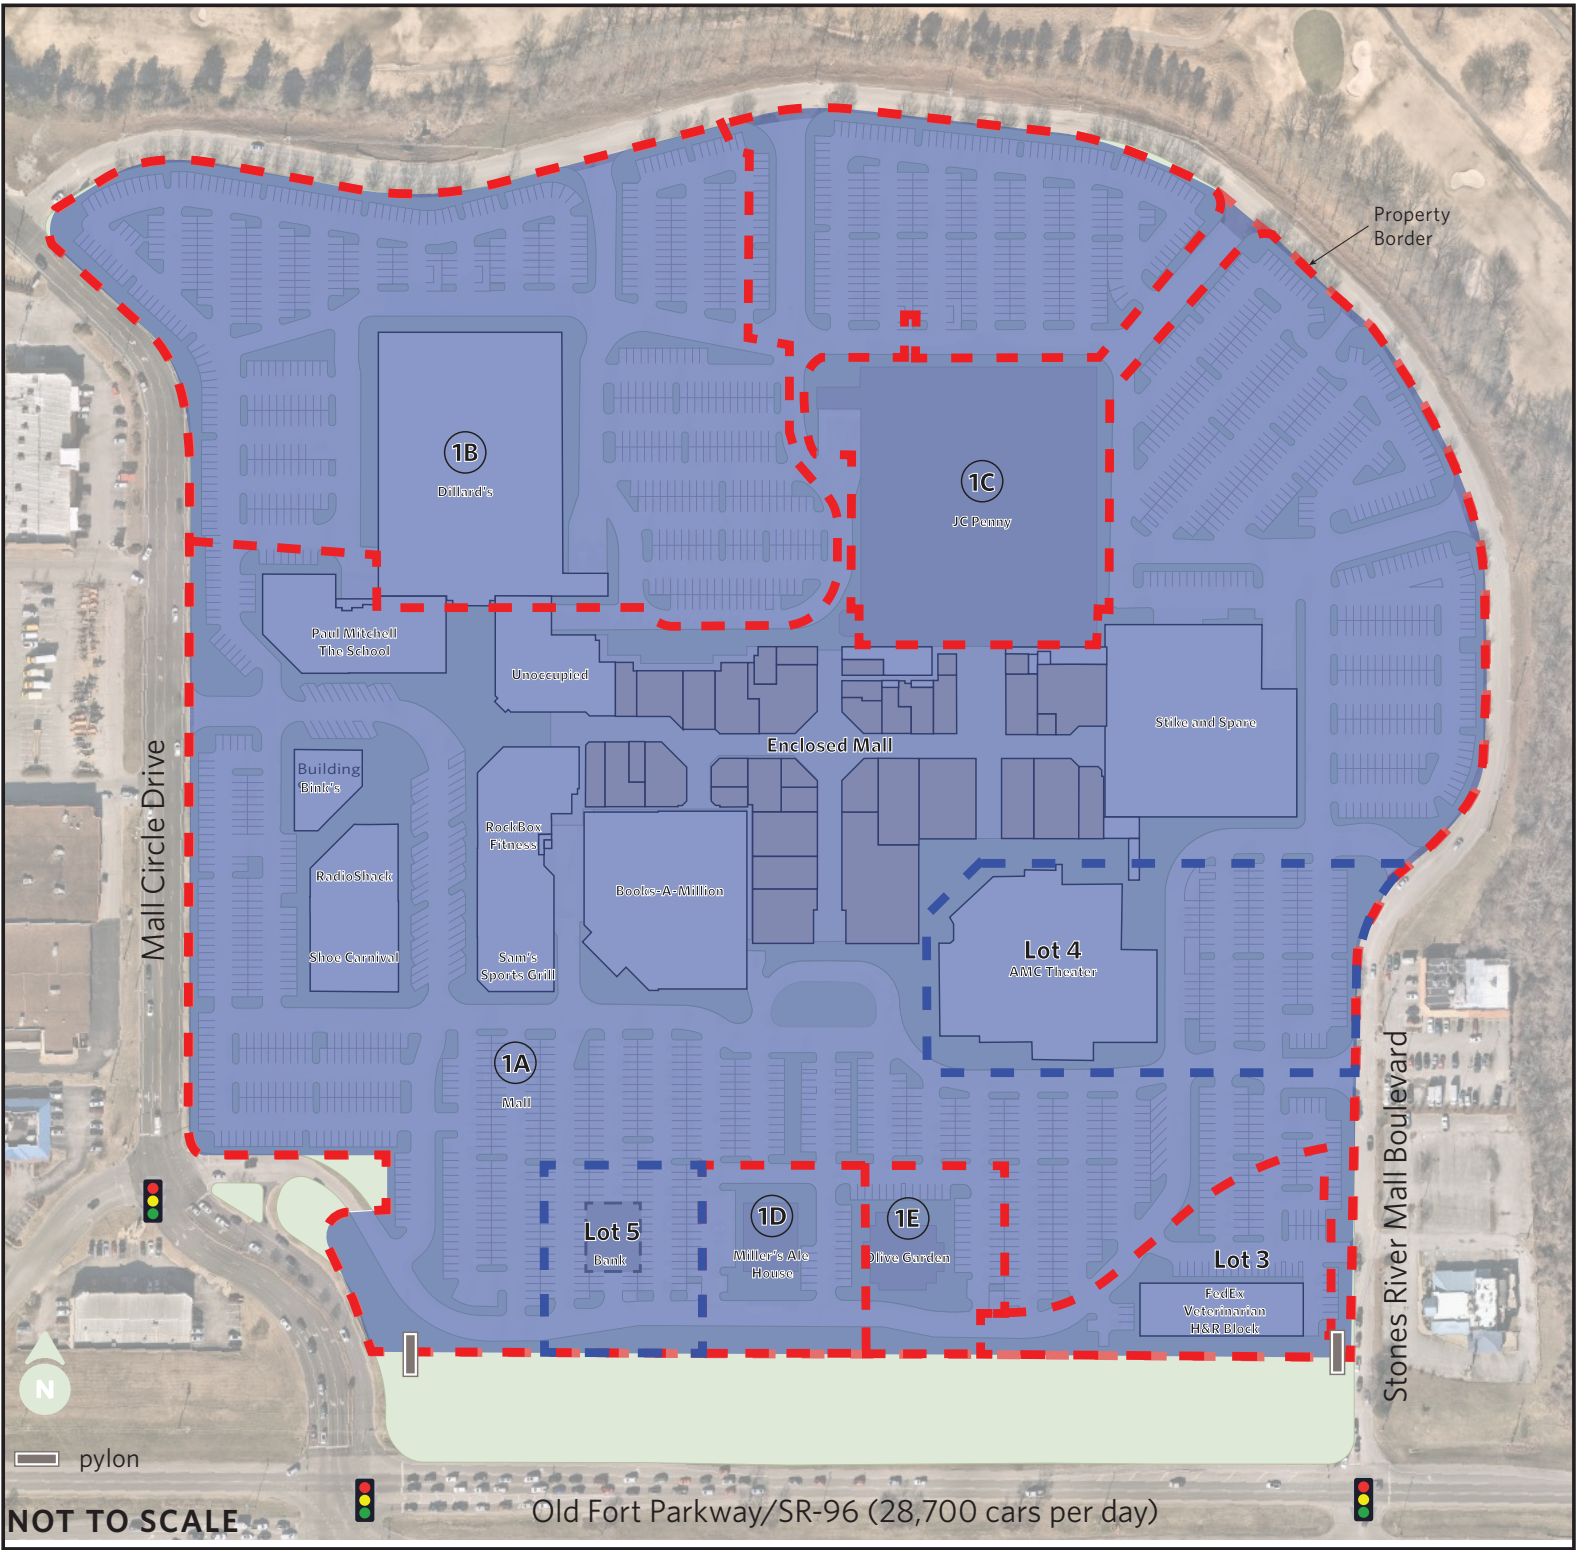 Property
Border
1B
Dillard's
1C
JC Penny
Paul Mitchell
The School
Unoccupied
Stike and Spare
Enclosed Mall
Building
Bink's
RockBox
Fitness
RadioShack
Books-A-Million
Shoe Carnival
Sam's
Sports Grill
Lot 4
AMC Theater
Mall Circle Drive
1A
Mall
Stones River Mall Boulevard
Lot 5
Bank
1D
Miller's Ale
House
1E
Olive Garden
Lot 3
FedEx
Veterinarian
H&R Block
N
pylon
NOT TO SCALE
Old Fort Parkway/SR-96 (28,700 cars per day)